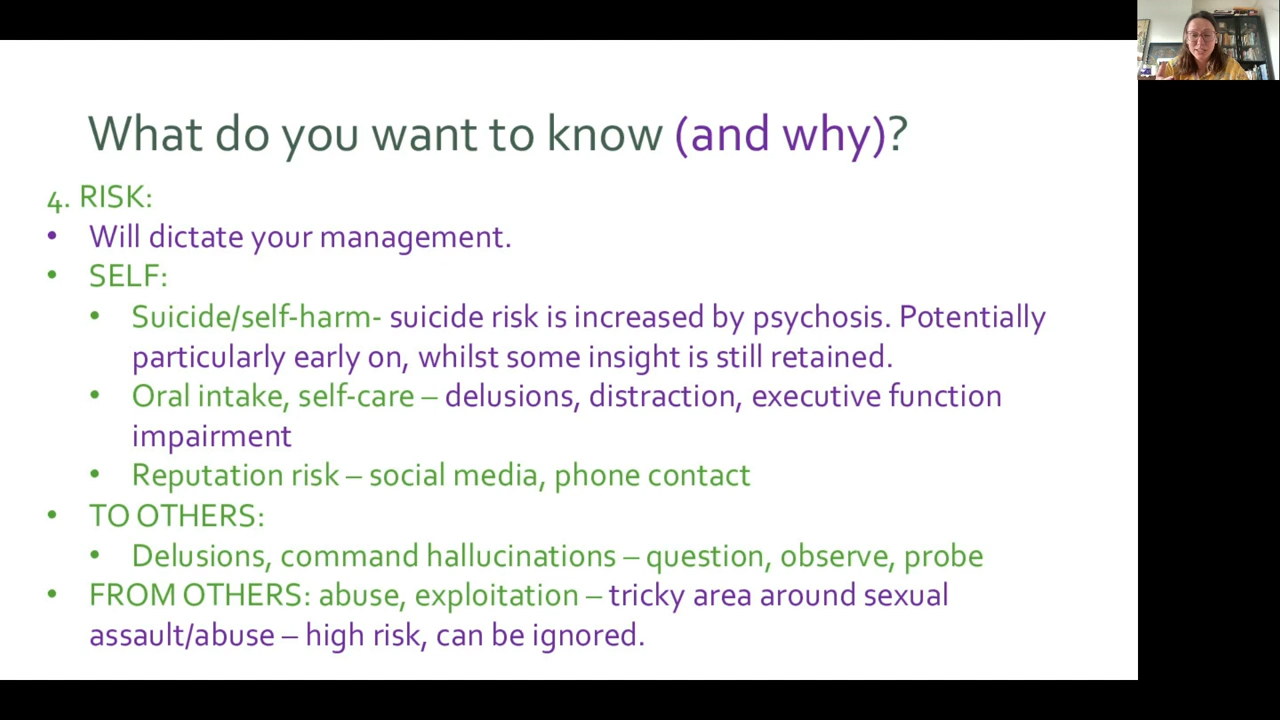 What do you want to know (and why)?
4. RISK:
• Will dictate your management.
• SELF:
• Suicide/self-harm- suicide risk is increased by psychosis. Potentially
particularly early on, whilst some insight is still retained.
• Oral intake, self-care – delusions, distraction, executive function
impairment
• Reputation risk – social media, phone contact
• TO OTHERS:
• Delusions, command hallucinations – question, observe, probe
• FROM OTHERS: abuse, exploitation – tricky area around sexual
assault/abuse – high risk, can be ignored.